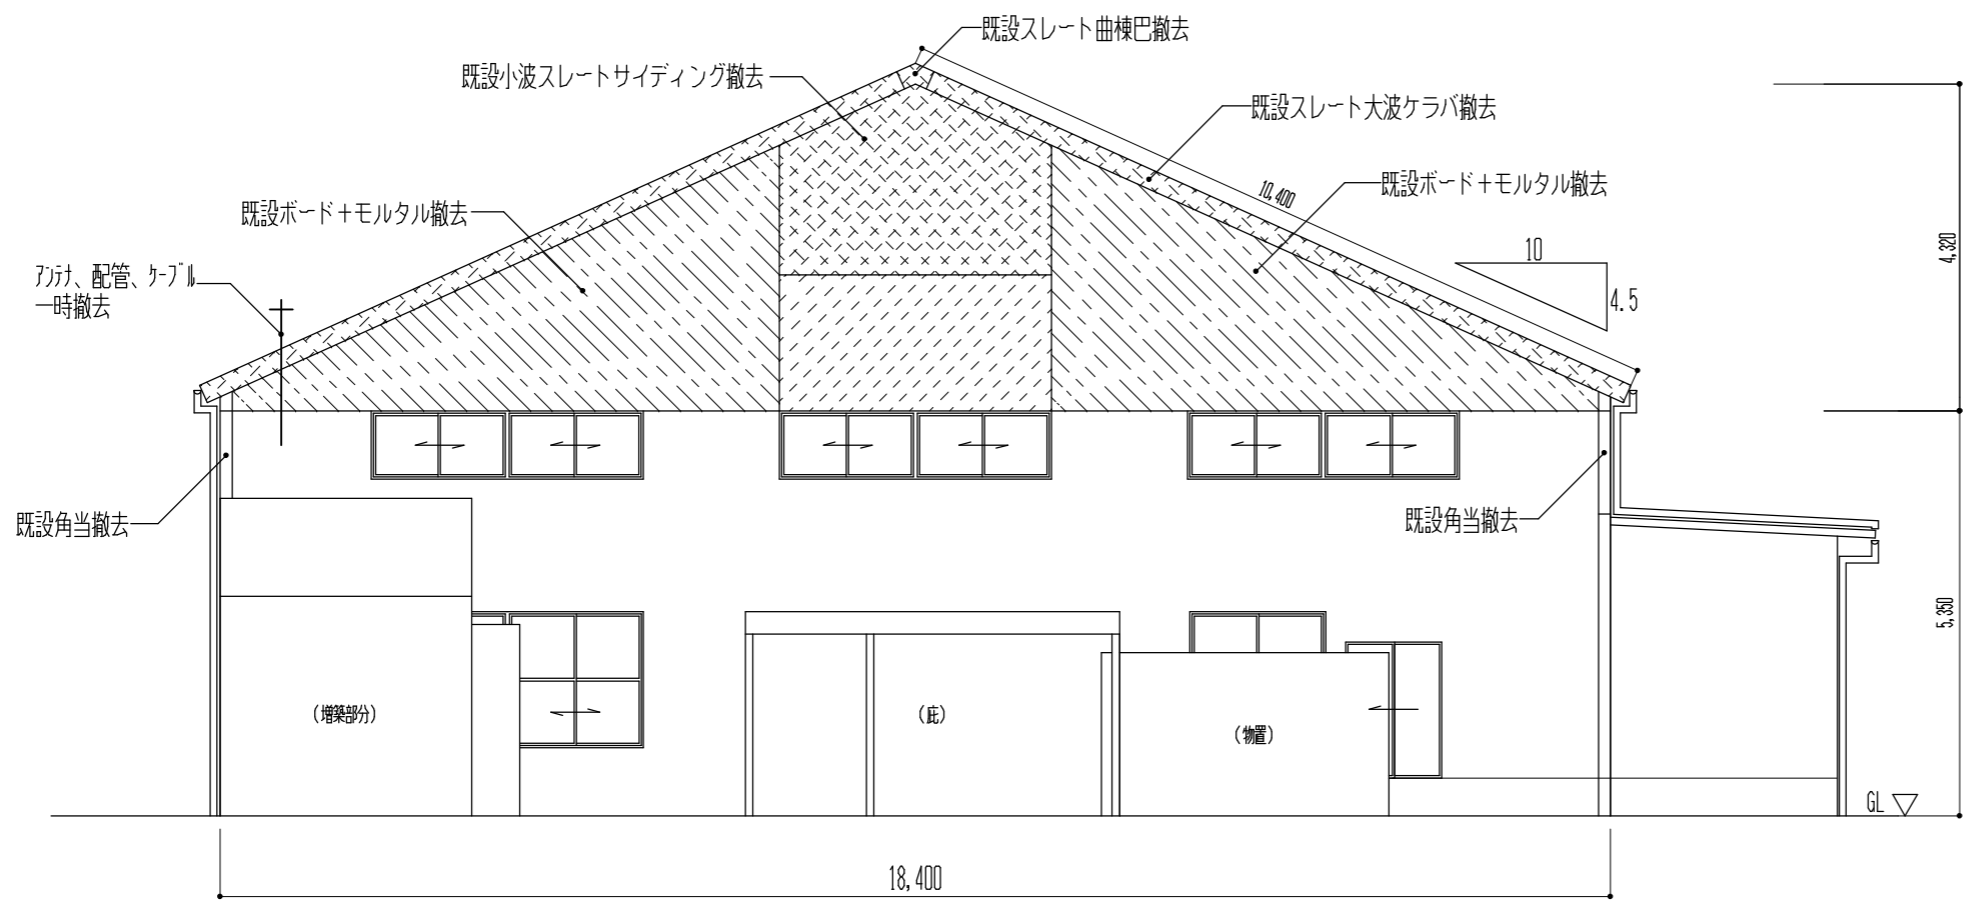 既設スレート曲棟巴撤去
既設小波スレートサイディング撤去
既設スレート大波ケラバ撤去
10,400
既設ボード+モルタル撤去
既設ボード+モルタル撤去
10
4.5
4,320
ｱﾝﾃﾅ、配管、ｹｰﾌﾞﾙ
一時撤去
既設角当撤去
既設角当撤去
5,350
(増築部分)
(庇)
(物置)
GL
18,400